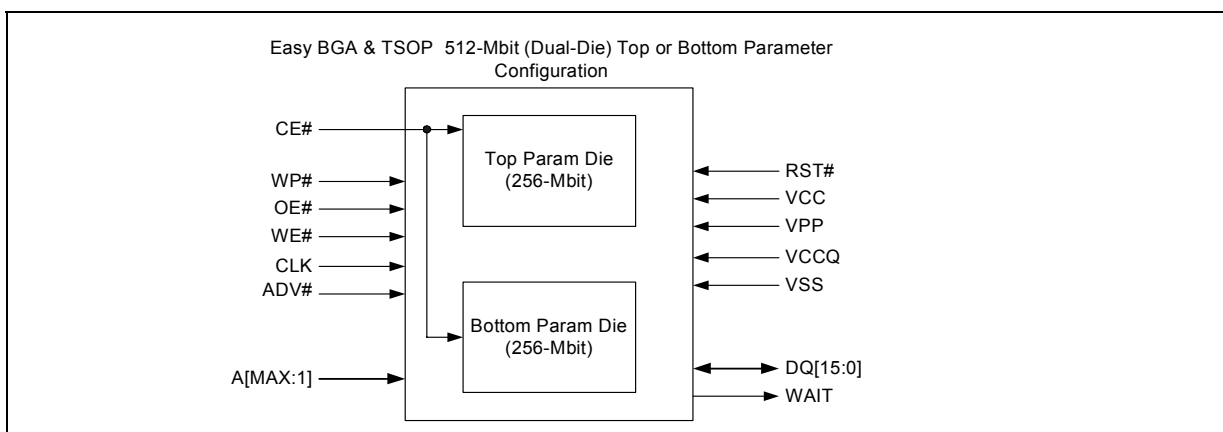 Easy BGA & TSOP 512-Mbit (Dual-Die) Top or Bottom Parameter
Configuration
CE#
WP#
OE#
WE#
CLK
ADV#
A[MAX:1]
Top Param Die
(256-Mbit)
Bottom Param Die
(256-Mbit)
RST#
VCC
VPP
VCCQ
VSS
DQ[15:0]
WAIT